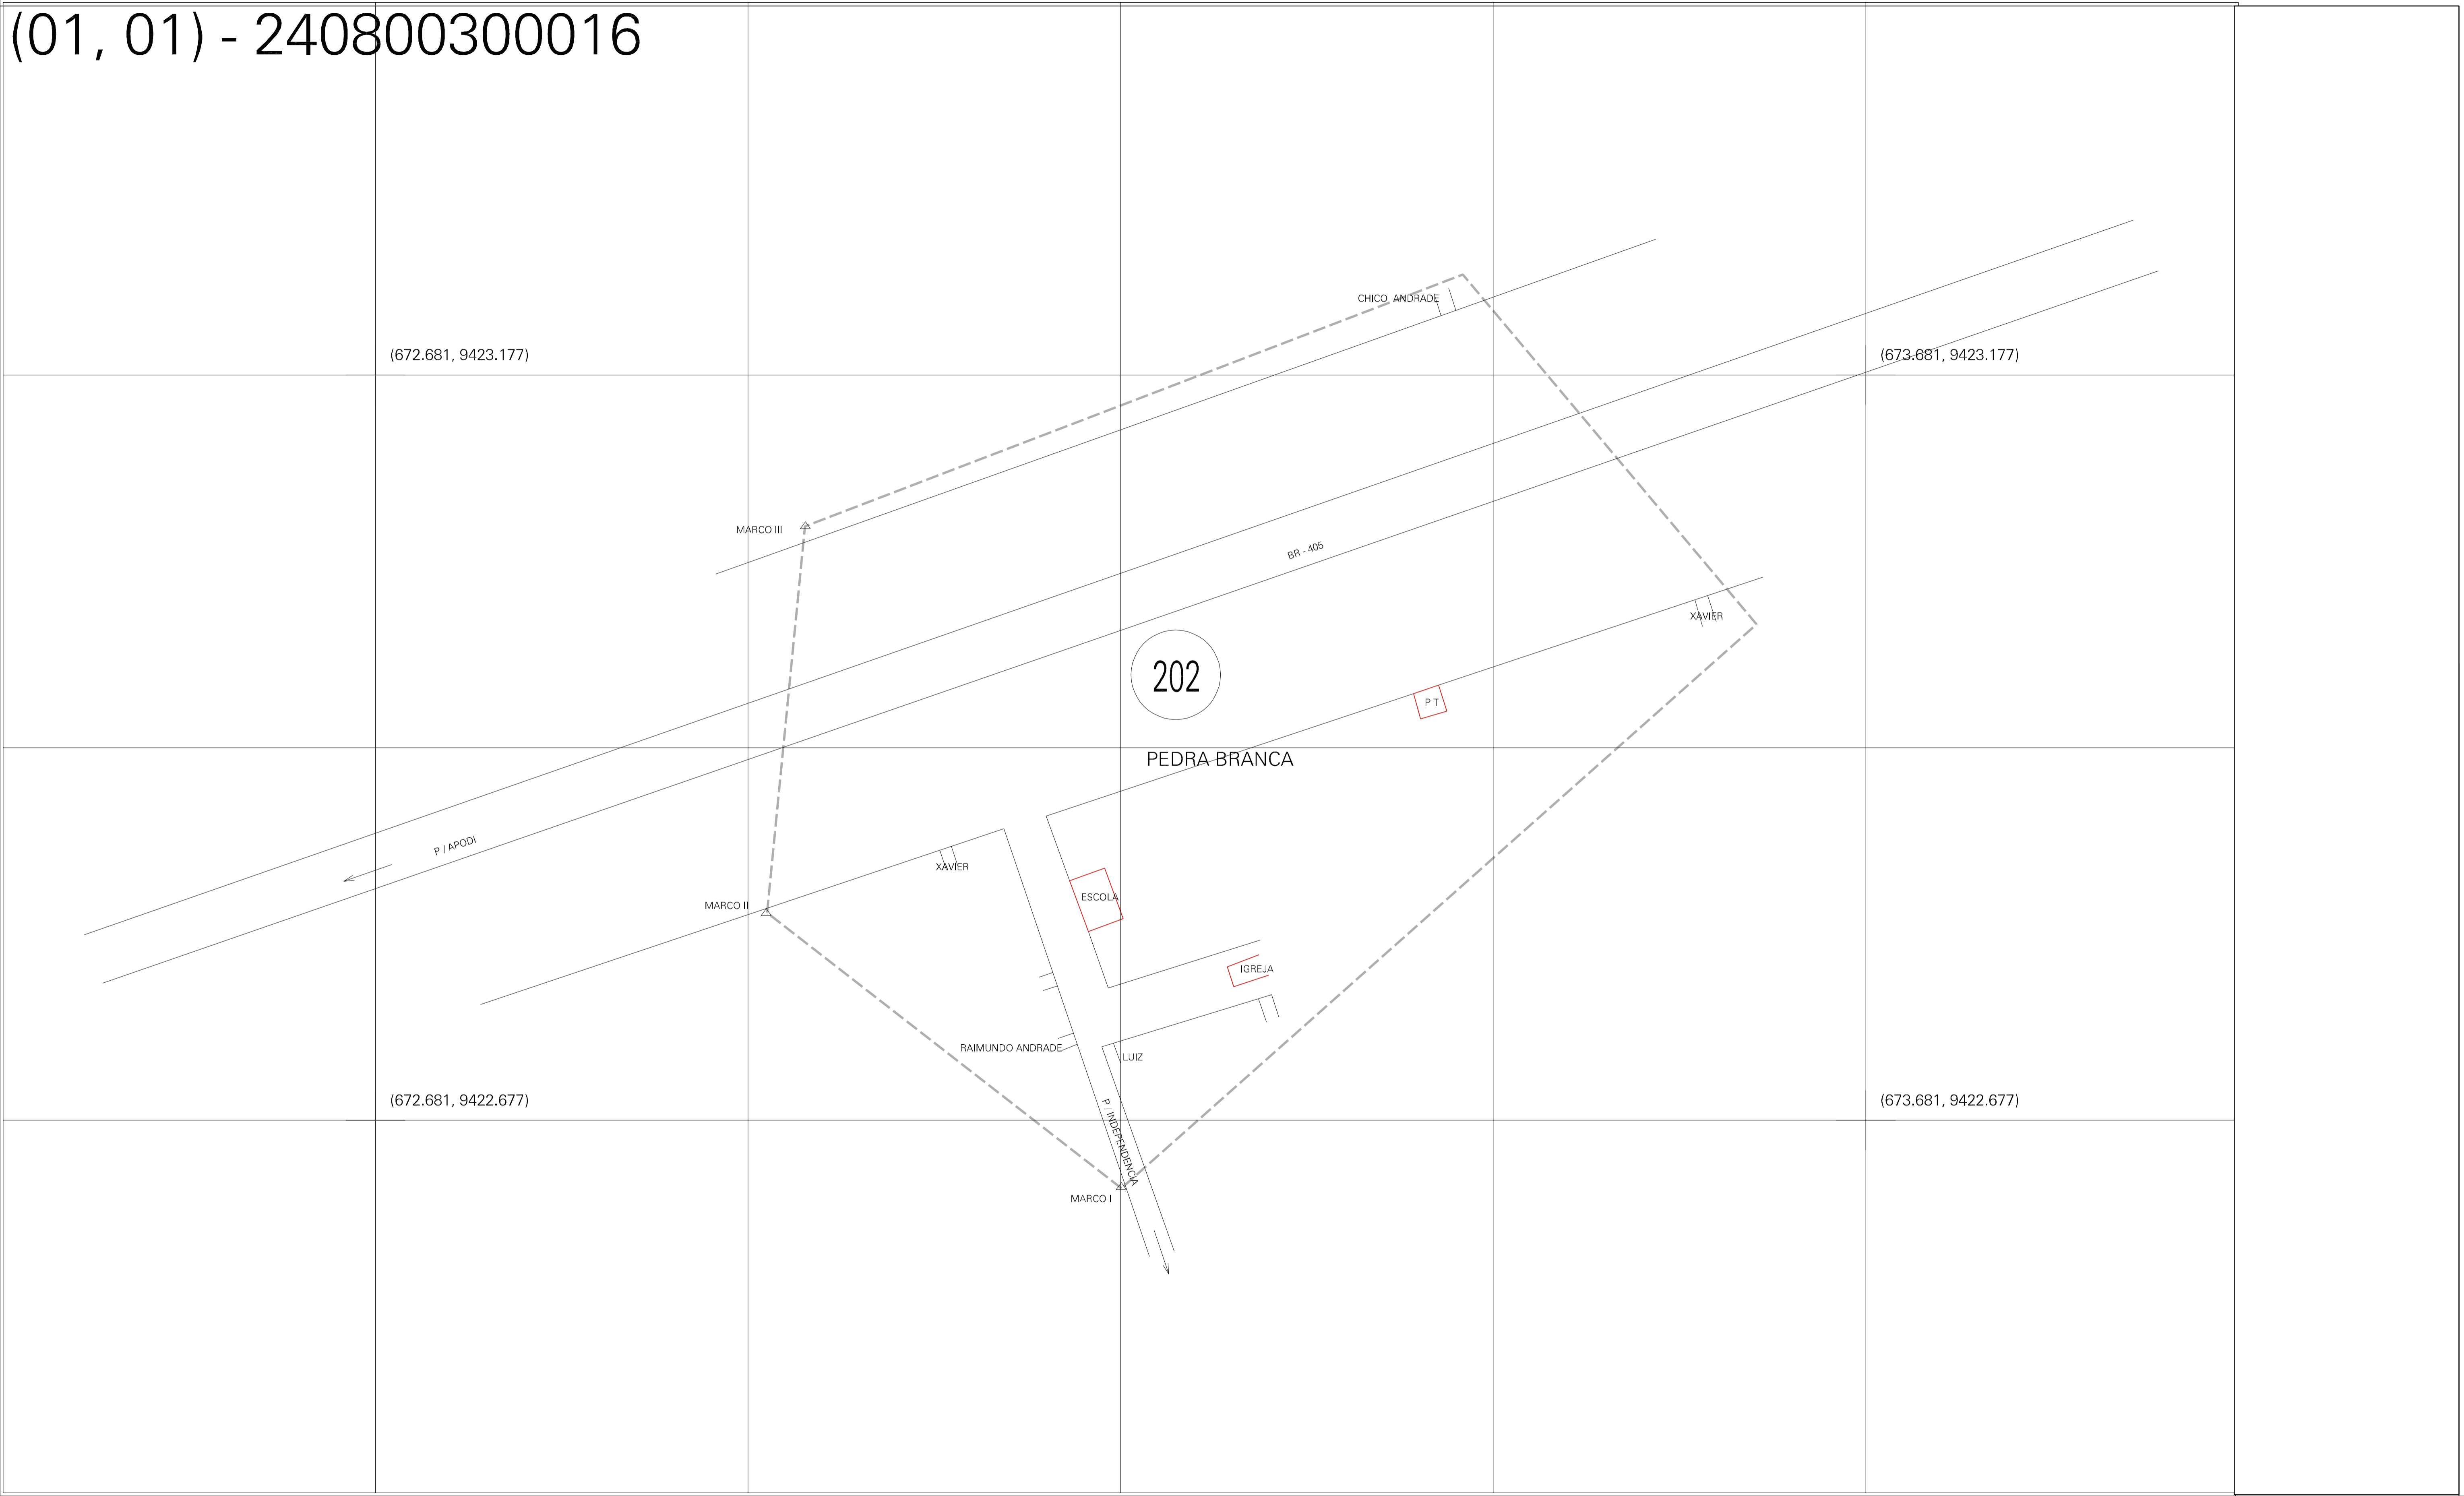 (01, 01) - 240800300016
CHICO ANDRADE
(672.681, 9423.177)
(673.681, 9423.177)
MARCO III
BR - 405
XAVIER
202
P T
PEDRA BRANCA
P / APODI
XAVIER
ESCOLA
MARCO II
IGREJA
RAIMUNDO ANDRADE
LUIZ
(672.681, 9422.677)
(673.681, 9422.677)
P / INDEPENDENCIA
MARCO I